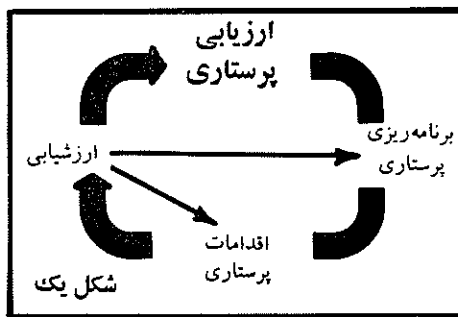 ارزیابی
پرستاری
برنامه‌ریزی
پرستاری
ارزشیابی
اقدامات
پرستاری
شکل یک